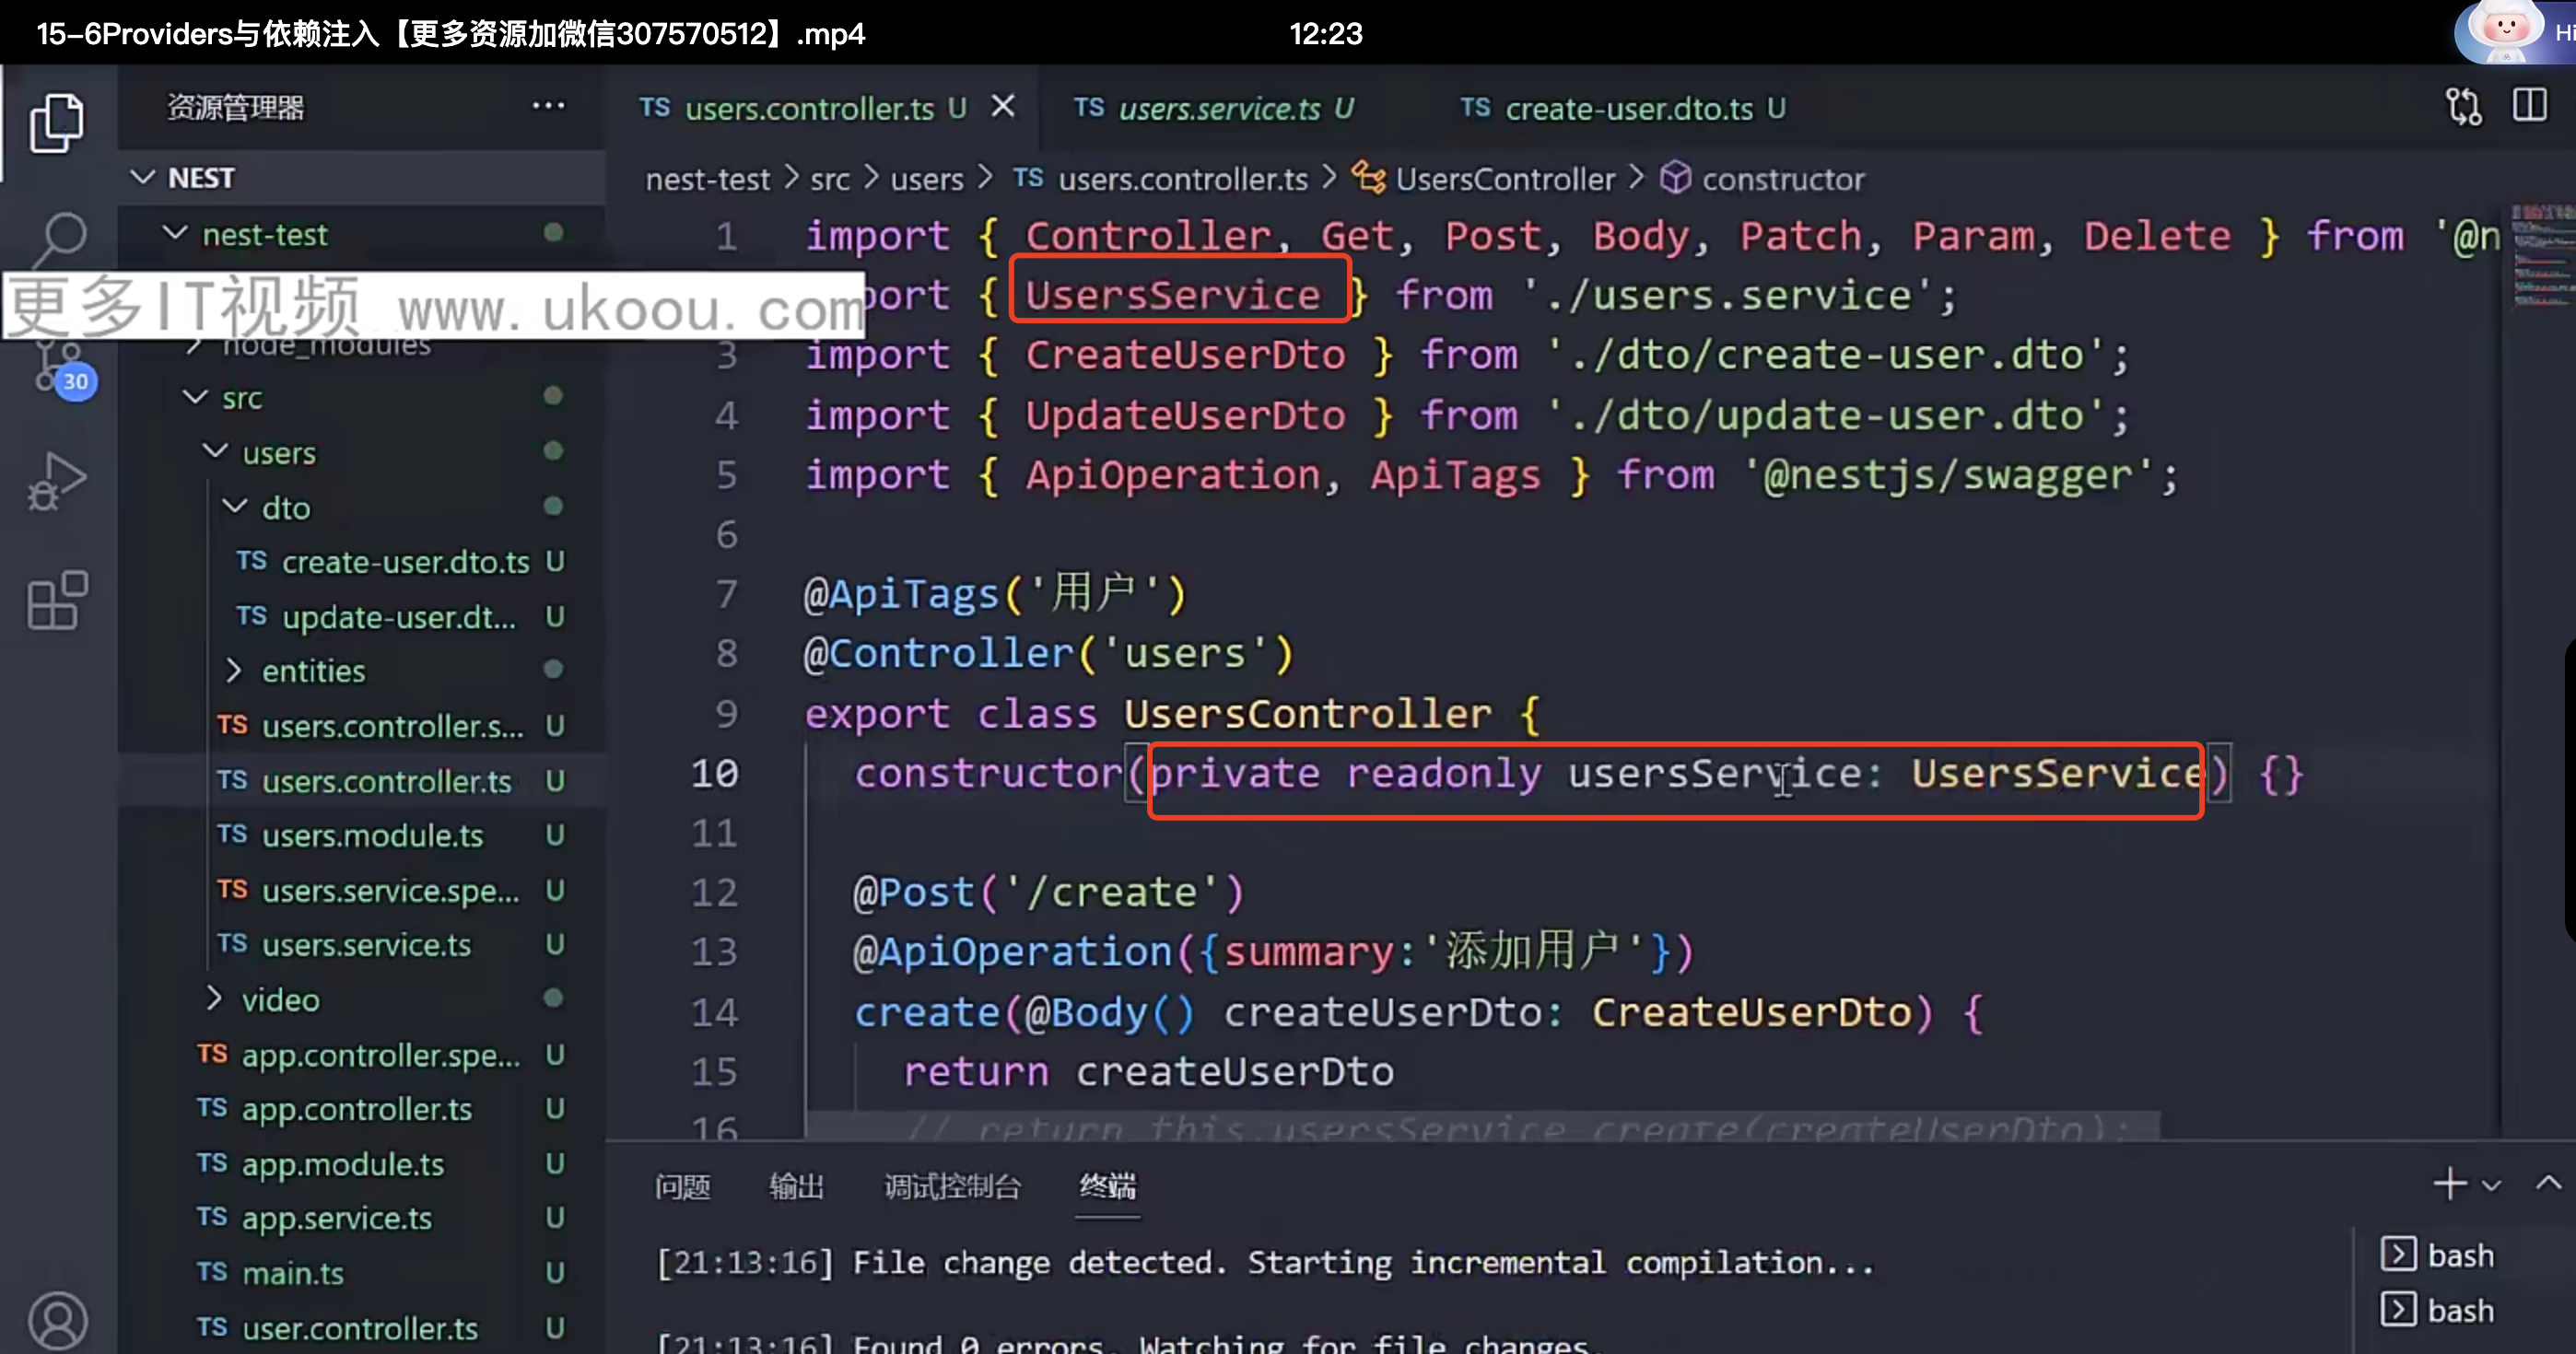 15-6Providers与依赖注入【更多资源加微信307570512】.mp4
12:23
Hi
资源管理器 ···
TS users.controller.ts U ×
TS users.service.ts U
TS create-user.dto.ts U
NEST
nest-test > src > users > TS users.controller.ts > UsersController > constructor
nest-test
更多IT视频 www.ukoou.com
node_modules
30
src
users
dto
TS create-user.dto.ts U
TS update-user.dt... U
entities
TS users.controller.s... U
TS users.controller.ts U
TS users.module.ts U
TS users.service.spe... U
TS users.service.ts U
video
TS app.controller.spe... U
TS app.controller.ts U
TS app.module.ts U
TS app.service.ts U
TS main.ts U
TS user.controller.ts U
1 import { Controller, Get, Post, Body, Patch, Param, Delete } from '@n
port { UsersService } from './users.service';
3 import { CreateUserDto } from './dto/create-user.dto';
4 import { UpdateUserDto } from './dto/update-user.dto';
5 import { ApiOperation, ApiTags } from '@nestjs/swagger';
6
7 @ApiTags('用户')
8 @Controller('users')
9 export class UsersController {
10 constructor(private readonly usersService: UsersService) {}
11
12 @Post('/create')
13 @ApiOperation({summary:'添加用户'})
14 create(@Body() createUserDto: CreateUserDto) {
15 return createUserDto
16 // return this.usersService.create(createUserDto);
问题 输出 调试控制台 终端
[21:13:16] File change detected. Starting incremental compilation...
[21:13:16] Found 0 errors. Watching for file changes.
bash
bash